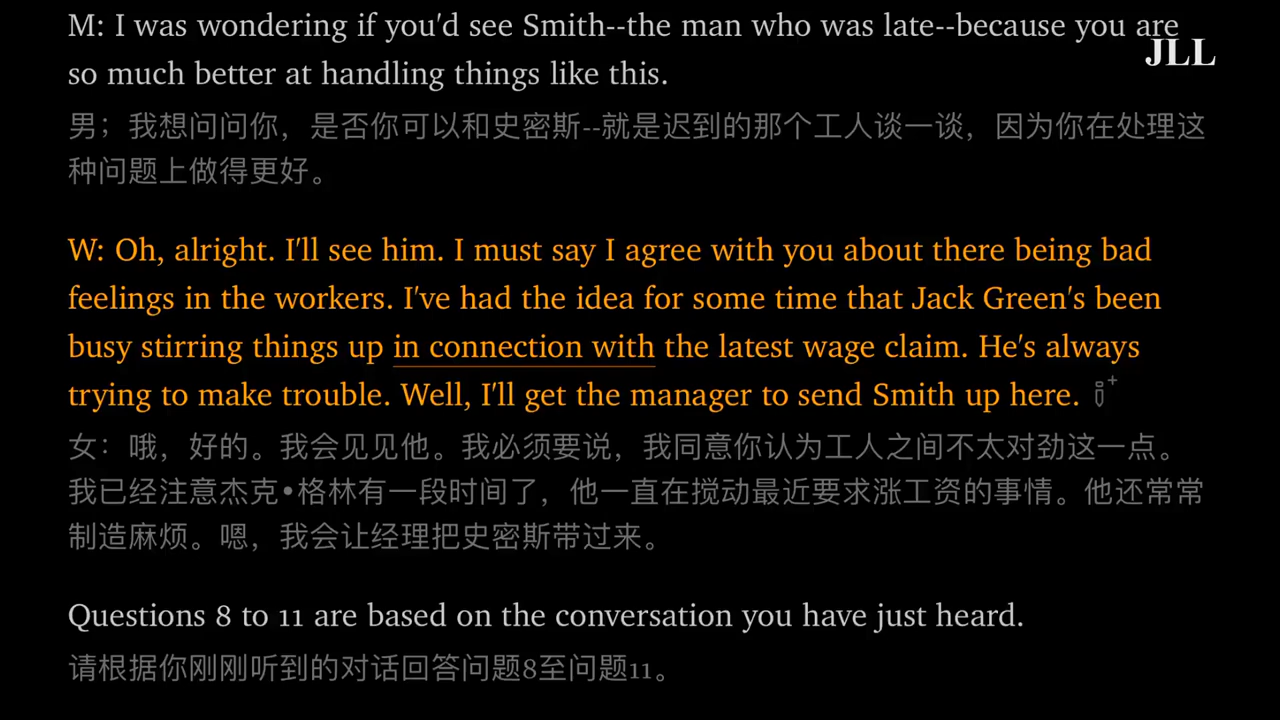 M: I was wondering if you'd see Smith--the man who was late--because you are
JLL
so much better at handling things like this.
男；我想问问你，是否你可以和史密斯--就是迟到的那个工人谈一谈，因为你在处理这
种问题上做得更好。
W: Oh, alright. I'll see him. I must say I agree with you about there being bad
feelings in the workers. I've had the idea for some time that Jack Green's been
busy stirring things up in connection with the latest wage claim. He's always
trying to make trouble. Well, I'll get the manager to send Smith up here.
女：哦，好的。我会见见他。我必须要说，我同意你认为工人之间不太对劲这一点。
我已经注意杰克•格林有一段时间了，他一直在搅动最近要求涨工资的事情。他还常常
制造麻烦。嗯，我会让经理把史密斯带过来。
Questions 8 to 11 are based on the conversation you have just heard.
请根据你刚刚听到的对话回答问题8至问题11。